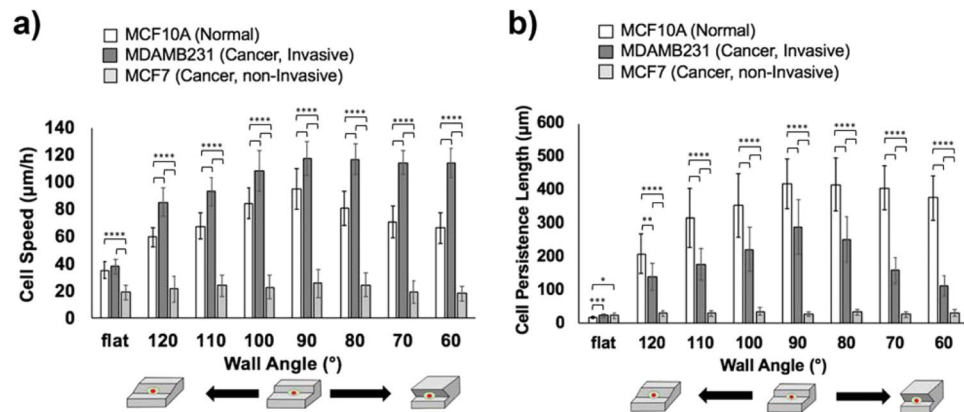 a)
MCF10A (Normal)
MDAMB231 (Cancer, Invasive)
MCF7 (Cancer, non-Invasive)
Cell Speed (µm/h)
140
120
100
80
60
40
20
0
****
****
****
****
****
****
****
****
flat 120 110 100 90 80 70 60
Wall Angle (°)
b)
MCF10A (Normal)
MDAMB231 (Cancer, Invasive)
MCF7 (Cancer, non-Invasive)
Cell Persistence Length (µm)
600
500
400
300
200
100
0
*
***
****
**
****
****
****
****
****
****
flat 120 110 100 90 80 70 60
Wall Angle (°)